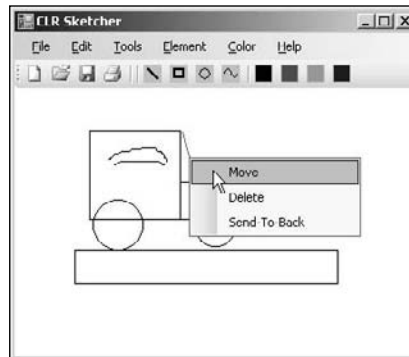 CLR Sketcher
File Edit Tools Element Color Help
Move
Delete
Send-To-Back